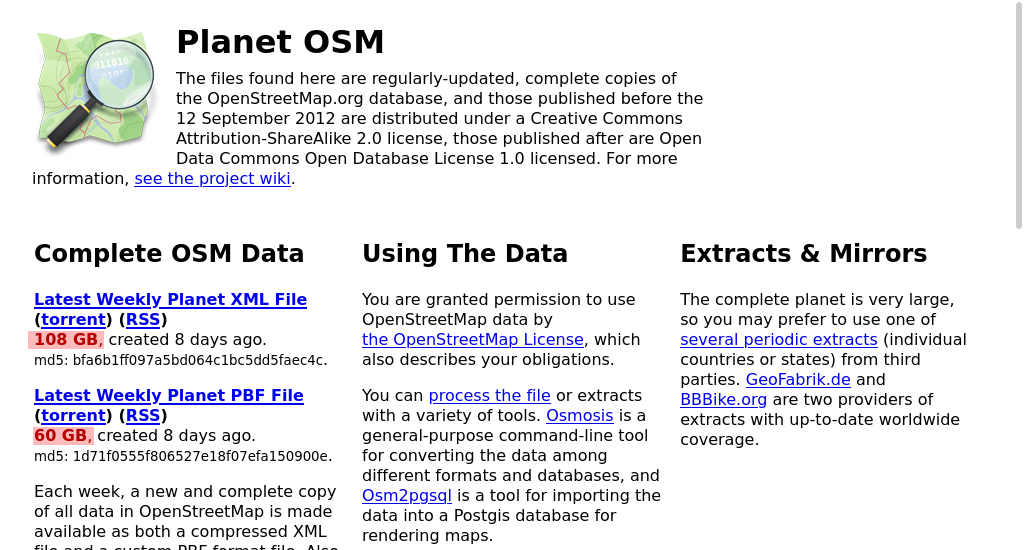 Planet OSM
The files found here are regularly-updated, complete copies of
the OpenStreetMap.org database, and those published before the
12 September 2012 are distributed under a Creative Commons
Attribution-ShareAlike 2.0 license, those published after are Open
Data Commons Open Database License 1.0 licensed. For more
information, see the project wiki.
Complete OSM Data
Latest Weekly Planet XML File
(torrent) (RSS)
108 GB, created 8 days ago.
md5: bfa6b1ff097a5bd064c1bc5dd5faec4c.
Latest Weekly Planet PBF File
(torrent) (RSS)
60 GB, created 8 days ago.
md5: 1d71f0555f806527e18f07efa150900e.
Each week, a new and complete copy
of all data in OpenStreetMap is made
available as both a compressed XML
file and a custom PBF format file. Also
Using The Data
You are granted permission to use
OpenStreetMap data by
the OpenStreetMap License, which
also describes your obligations.
You can process the file or extracts
with a variety of tools. Osmosis is a
general-purpose command-line tool
for converting the data among
different formats and databases, and
Osm2pgsql is a tool for importing the
data into a Postgis database for
rendering maps.
Extracts & Mirrors
The complete planet is very large,
so you may prefer to use one of
several periodic extracts (individual
countries or states) from third
parties. GeoFabrik.de and
BBBike.org are two providers of
extracts with up-to-date worldwide
coverage.